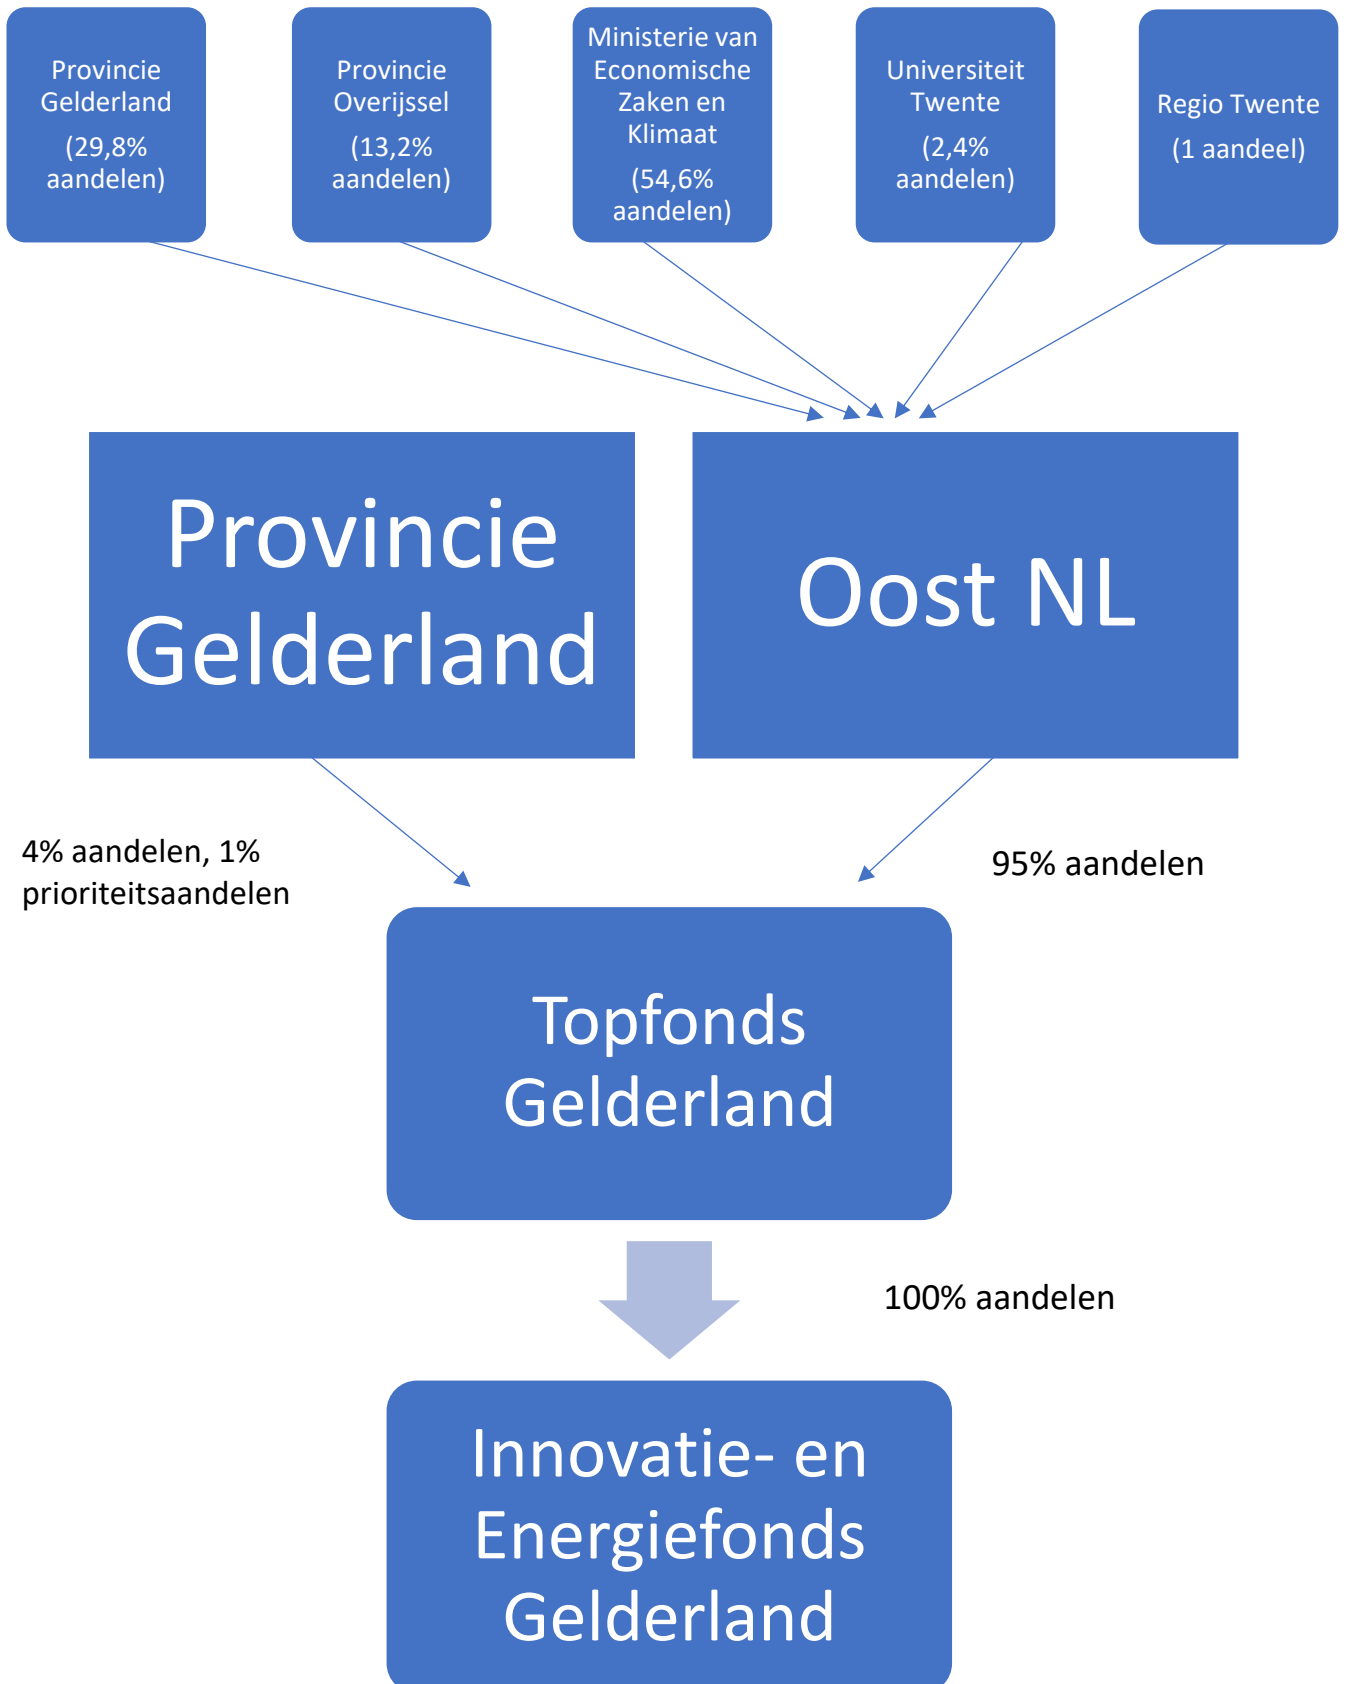 Provincie
Gelderland
(29,8%
aandelen)
Provincie
Overijssel
(13,2%
aandelen)
Ministerie van
Economische
Zaken en
Klimaat
(54,6%
aandelen)
Universiteit
Twente
(2,4%
aandelen)
Regio Twente
(1 aandeel)
Provincie
Gelderland
Oost NL
4% aandelen, 1%
prioriteitsaandelen
95% aandelen
Topfonds
Gelderland
100% aandelen
Innovatie- en
Energiefonds
Gelderland